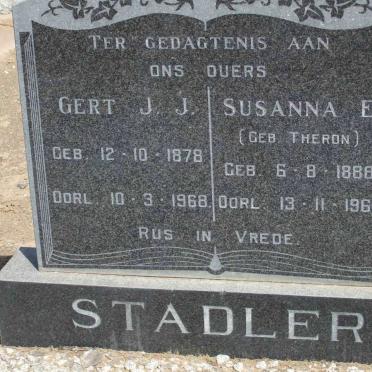 TER GEDAGTENIS AAN
ONS OUERS
GERT J. J.
GEB. 12-10-1878
OORL. 10-3-1968
SUSANNA E
(GEB. THERON)
GEB. 6-8-1888
OORL. 13-11-196
RUS IN VREDE.
STADLER